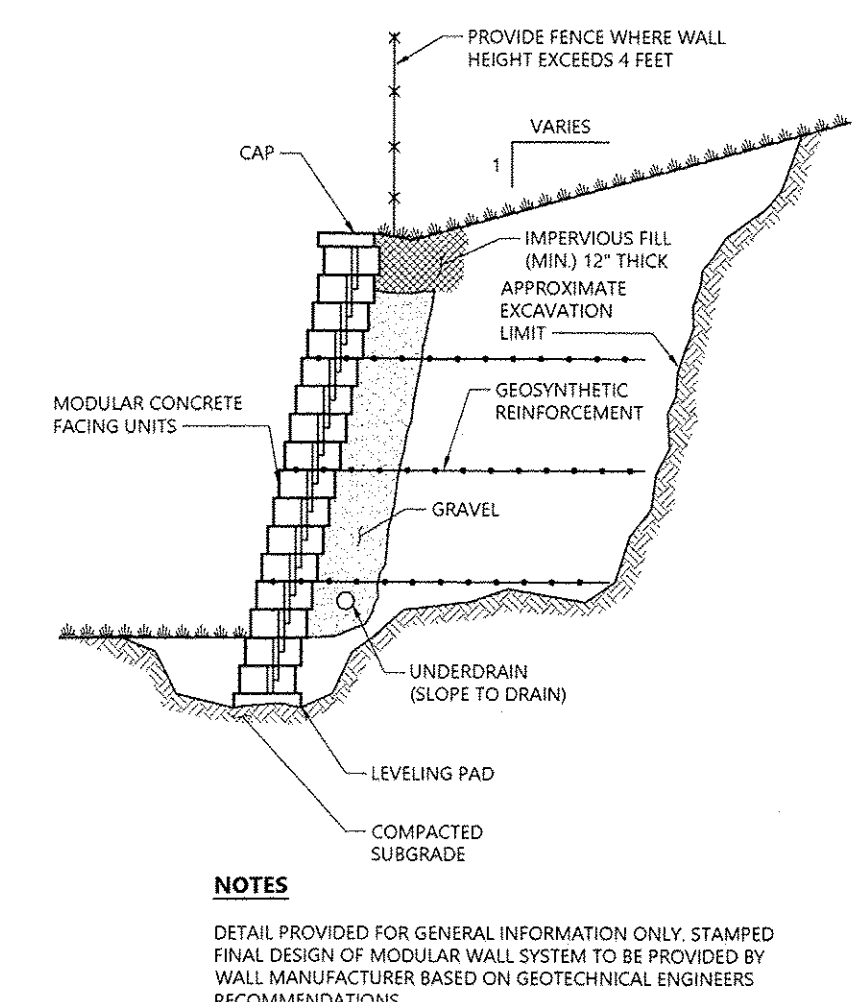 PROVIDE FENCE WHERE WALL
HEIGHT EXCEEDS 4 FEET
VARIES
1
CAP
IMPERVIOUS FILL
(MIN.) 12" THICK
APPROXIMATE
EXCAVATION
LIMIT
GEOSYNTHETIC
REINFORCEMENT
MODULAR CONCRETE
FACING UNITS
GRAVEL
UNDERDRAIN
(SLOPE TO DRAIN)
LEVELING PAD
COMPACTED
SUBGRADE
NOTES
DETAIL PROVIDED FOR GENERAL INFORMATION ONLY. STAMPED
FINAL DESIGN OF MODULAR WALL SYSTEM TO BE PROVIDED BY
WALL MANUFACTURER BASED ON GEOTECHNICAL ENGINEERS
RECOMMENDATIONS